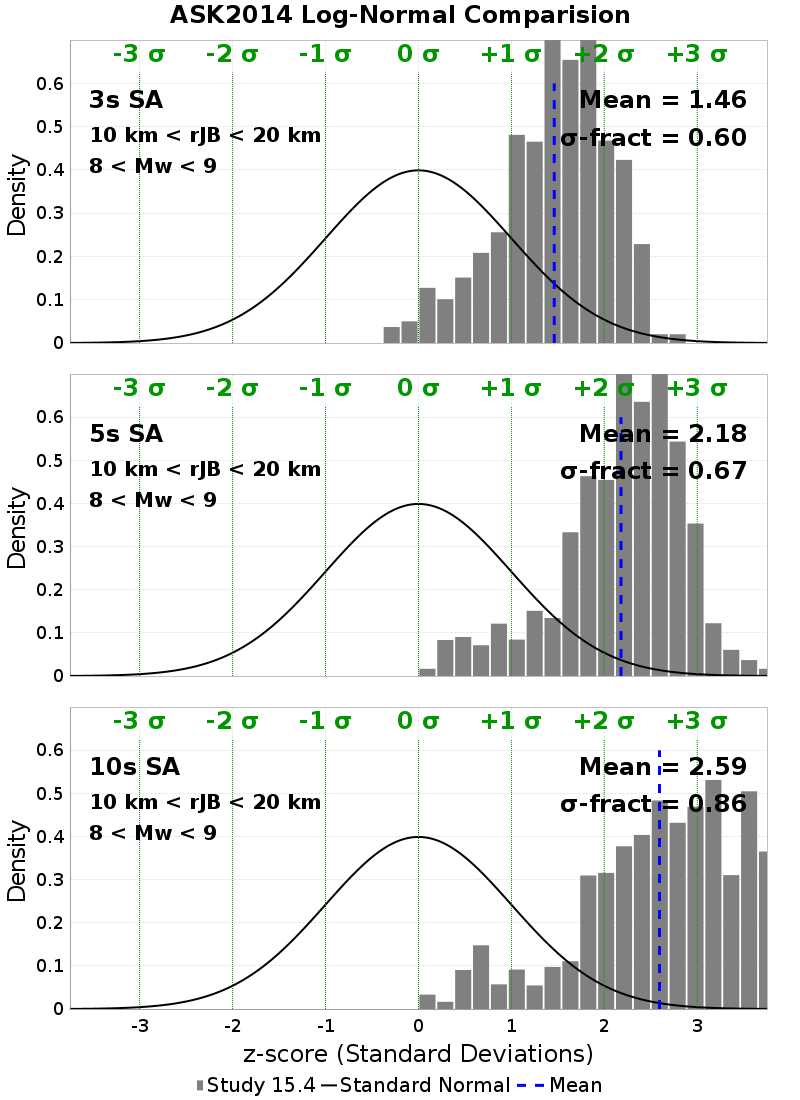 ASK2014 Log-Normal Comparision
-3 σ -2 σ -1 σ 0 σ +1 σ +2 σ +3 σ
3s SA
10 km < rJB < 20 km
8 < Mw < 9
Mean = 1.46
σ-fract = 0.60
Density
0.6
0.5
0.4
0.3
0.2
0.1
0
-3 σ -2 σ -1 σ 0 σ +1 σ +2 σ +3 σ
5s SA
10 km < rJB < 20 km
8 < Mw < 9
Mean = 2.18
σ-fract = 0.67
Density
0.6
0.5
0.4
0.3
0.2
0.1
0
-3 σ -2 σ -1 σ 0 σ +1 σ +2 σ +3 σ
10s SA
10 km < rJB < 20 km
8 < Mw < 9
Mean = 2.59
σ-fract = 0.86
Density
0.6
0.5
0.4
0.3
0.2
0.1
0
-3 -2 -1 0 1 2 3
z-score (Standard Deviations)
Study 15.4 Standard Normal Mean